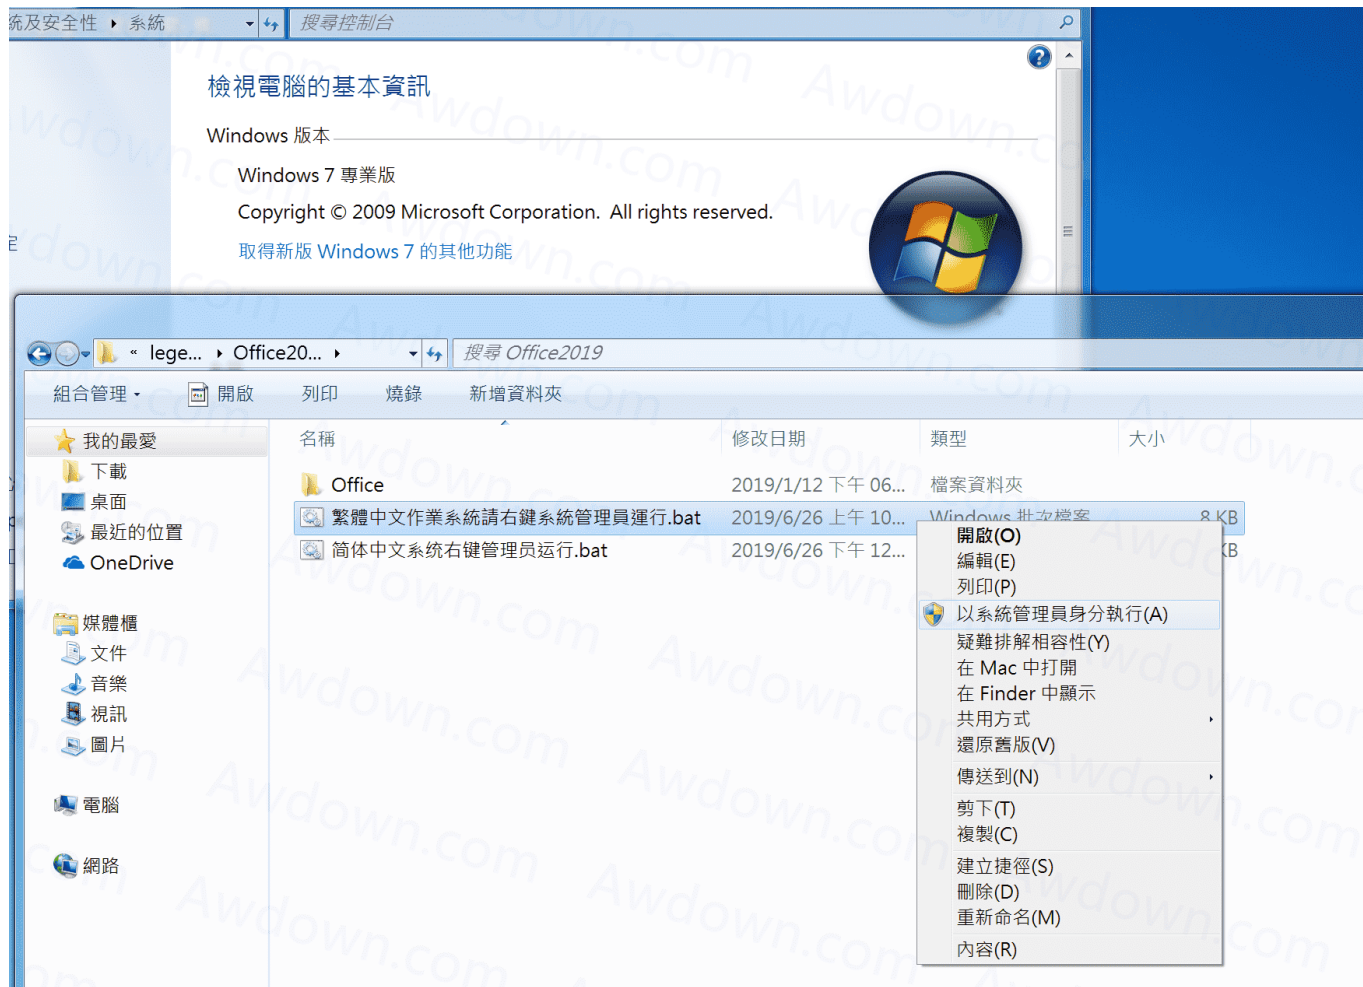 統及安全性 ▸ 系統
搜尋控制台
檢視電腦的基本資訊
Windows 版本
Windows 7 專業版
Copyright © 2009 Microsoft Corporation. All rights reserved.
取得新版 Windows 7 的其他功能
« lege... ▸ Office20... ▸
搜尋 Office2019
組合管理 開啟 列印 燒錄 新增資料夾
我的最愛
下載
桌面
最近的位置
OneDrive
媒體櫃
文件
音樂
視訊
圖片
電腦
網路
名稱 修改日期 類型 大小
Office 2019/1/12 下午 06... 檔案資料夾
繁體中文作業系統請右鍵系統管理員運行.bat 2019/6/26 上午 10... Windows 批次檔案 8 KB
简体中文系统右键管理员运行.bat 2019/6/26 下午 12... KB
開啟(O)
編輯(E)
列印(P)
以系統管理員身分執行(A)
疑難排解相容性(Y)
在 Mac 中打開
在 Finder 中顯示
共用方式
還原舊版(V)
傳送到(N)
剪下(T)
複製(C)
建立捷徑(S)
刪除(D)
重新命名(M)
內容(R)
Awdown.com